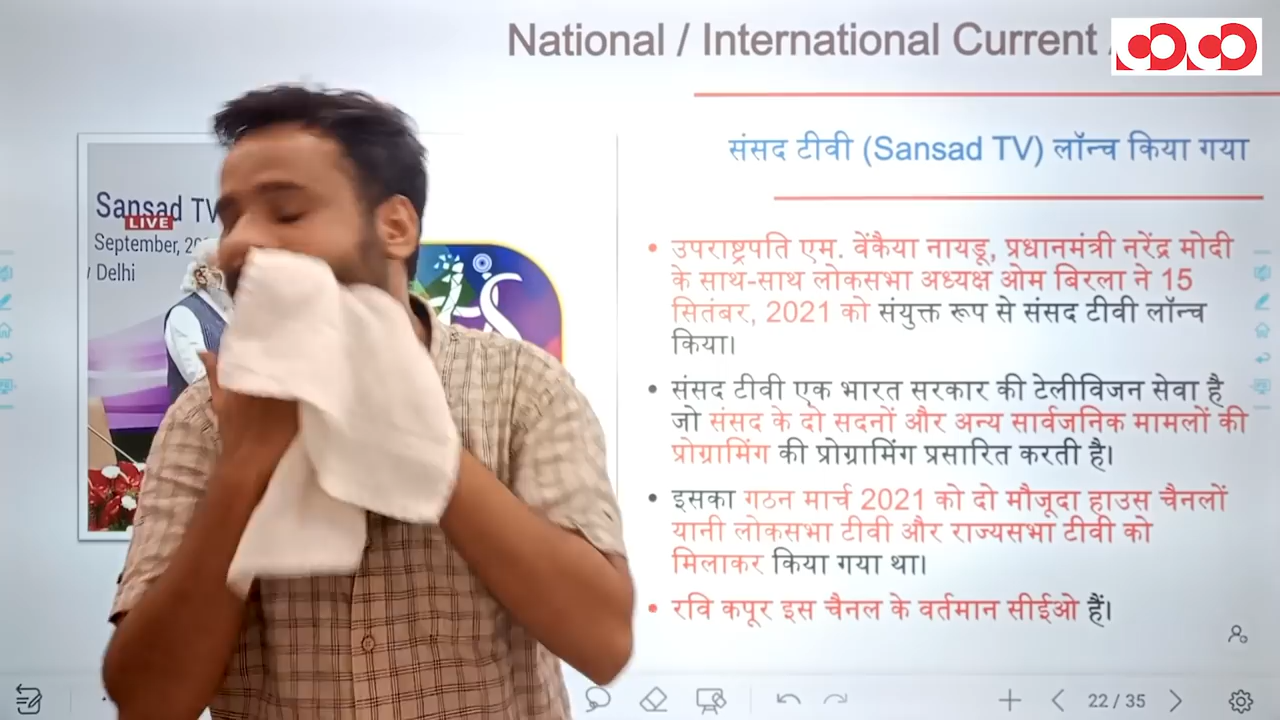 National / International Current
संसद टीवी (Sansad TV) लॉन्च किया गया
Sansad TV
LIVE
September, 20
Delhi
• उपराष्ट्रपति एम. वेंकैया नायडू, प्रधानमंत्री नरेंद्र मोदी
के साथ-साथ लोकसभा अध्यक्ष ओम बिरला ने 15
सितंबर, 2021 को संयुक्त रूप से संसद टीवी लॉन्च
किया।
• संसद टीवी एक भारत सरकार की टेलीविजन सेवा है
जो संसद के दो सदनों और अन्य सार्वजनिक मामलों की
प्रोग्रामिंग की प्रोग्रामिंग प्रसारित करती है।
• इसका गठन मार्च 2021 को दो मौजूदा हाउस चैनलों
यानी लोकसभा टीवी और राज्यसभा टीवी को
मिलाकर किया गया था।
• रवि कपूर इस चैनल के वर्तमान सीईओ हैं।
22 / 35